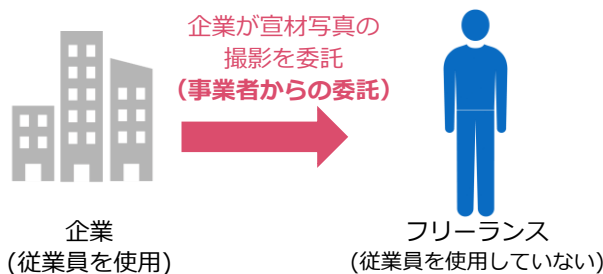 企業が宣材写真の
撮影を委託
（事業者からの委託）
企業
(従業員を使用)
フリーランス
(従業員を使用していない)